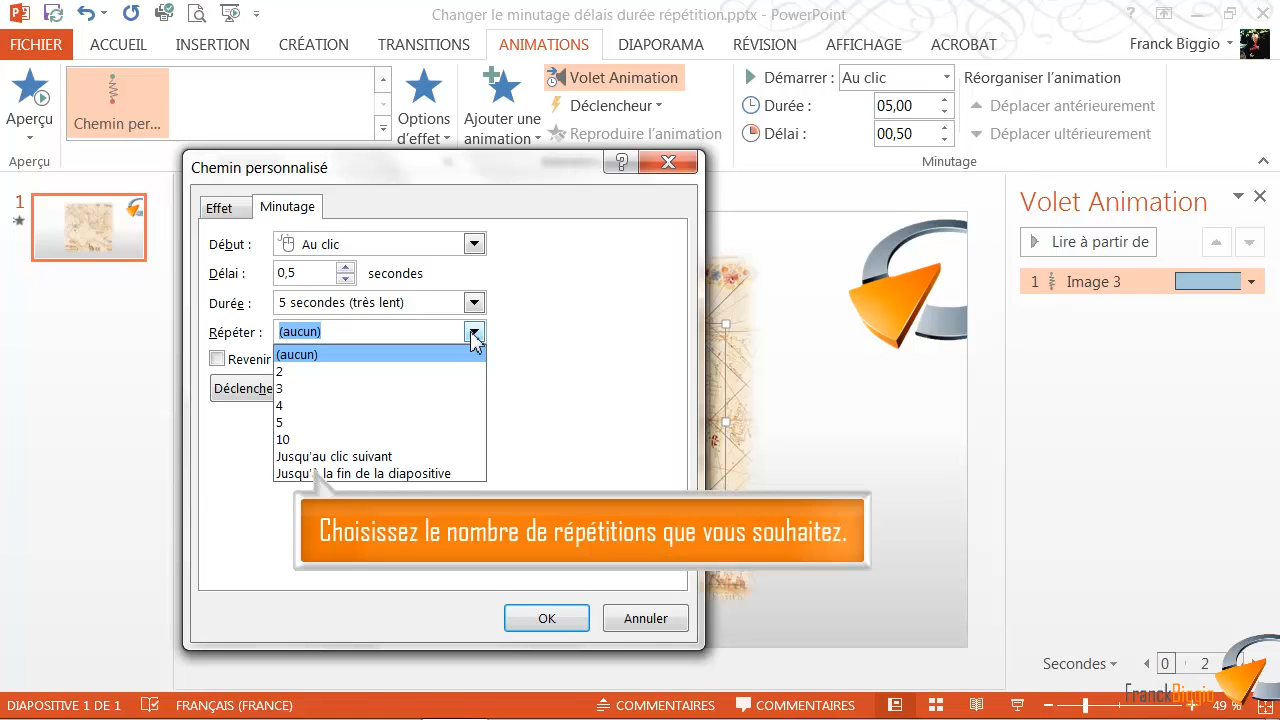 Changer le minutage délais durée répétition.pptx - PowerPoint
FICHIER ACCUEIL INSERTION CRÉATION TRANSITIONS ANIMATIONS DIAPORAMA RÉVISION AFFICHAGE ACROBAT Franck Biggio
Aperçu
Chemin per...
Options d'effet
Ajouter une animation
Volet Animation
Déclencheur
Reproduire l'animation
Démarrer : Au clic
Durée : 05,00
Délai : 00,50
Réorganiser l'animation
Déplacer antérieurement
Déplacer ultérieurement
Aperçu
Minutage
1
Chemin personnalisé
Effet Minutage
Début : Au clic
Délai : 0,5 secondes
Durée : 5 secondes (très lent)
Répéter : (aucun)
Revenir
Déclenche
(aucun)
2
3
4
5
10
Jusqu'au clic suivant
Jusqu'à la fin de la diapositive
Choisissez le nombre de répétitions que vous souhaitez.
OK Annuler
Volet Animation
Lire à partir de
1 Image 3
Secondes 0 2
FranckBiggio
DIAPOSITIVE 1 DE 1 FRANÇAIS (FRANCE) COMMENTAIRES COMMENTAIRES 49 %